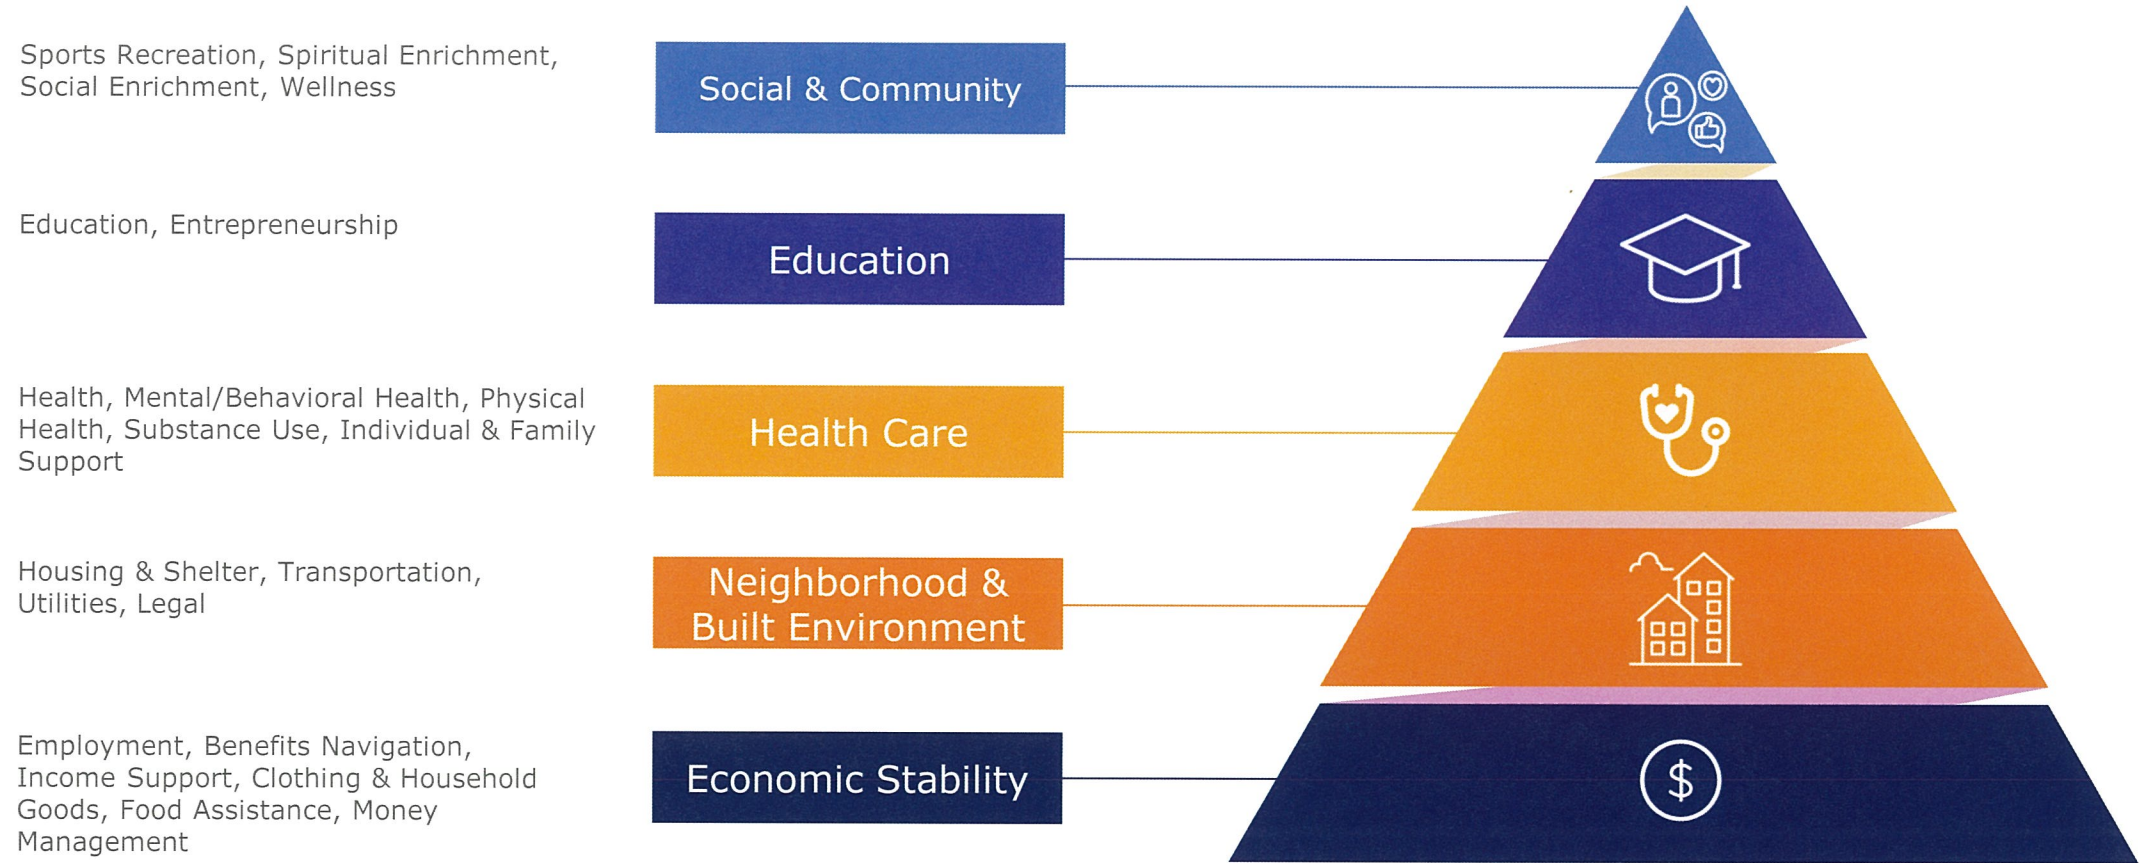 Sports Recreation, Spiritual Enrichment,
Social Enrichment, Wellness
Social & Community
Education, Entrepreneurship
Education
Health, Mental/Behavioral Health, Physical
Health, Substance Use, Individual & Family
Support
Health Care
Housing & Shelter, Transportation,
Utilities, Legal
Neighborhood &
Built Environment
Employment, Benefits Navigation,
Income Support, Clothing & Household
Goods, Food Assistance, Money
Management
Economic Stability
$